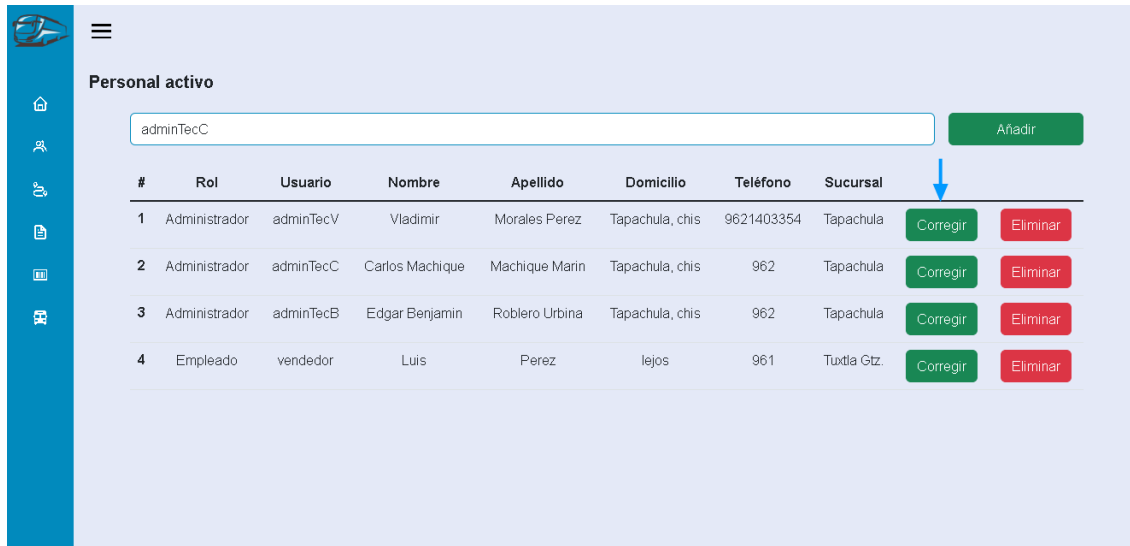 Personal activo
adminTecC Añadir
# Rol Usuario Nombre Apellido Domicilio Teléfono Sucursal
1 Administrador adminTecV Vladimir Morales Perez Tapachula, chis 9621403354 Tapachula Corregir Eliminar
2 Administrador adminTecC Carlos Machique Machique Marin Tapachula, chis 962 Tapachula Corregir Eliminar
3 Administrador adminTecB Edgar Benjamin Roblero Urbina Tapachula, chis 962 Tapachula Corregir Eliminar
4 Empleado vendedor Luis Perez lejos 961 Tuxtla Gtz. Corregir Eliminar